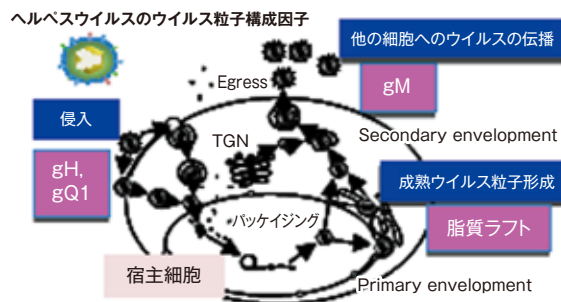 ヘルペスウイルスのウイルス粒子構成因子
他の細胞へのウイルスの伝播
gM
Egress
侵入
TGN
Secondary envelopment
gH,
gQ1
成熟ウイルス粒子形成
脂質ラフト
パッケイジング
宿主細胞
Primary envelopment